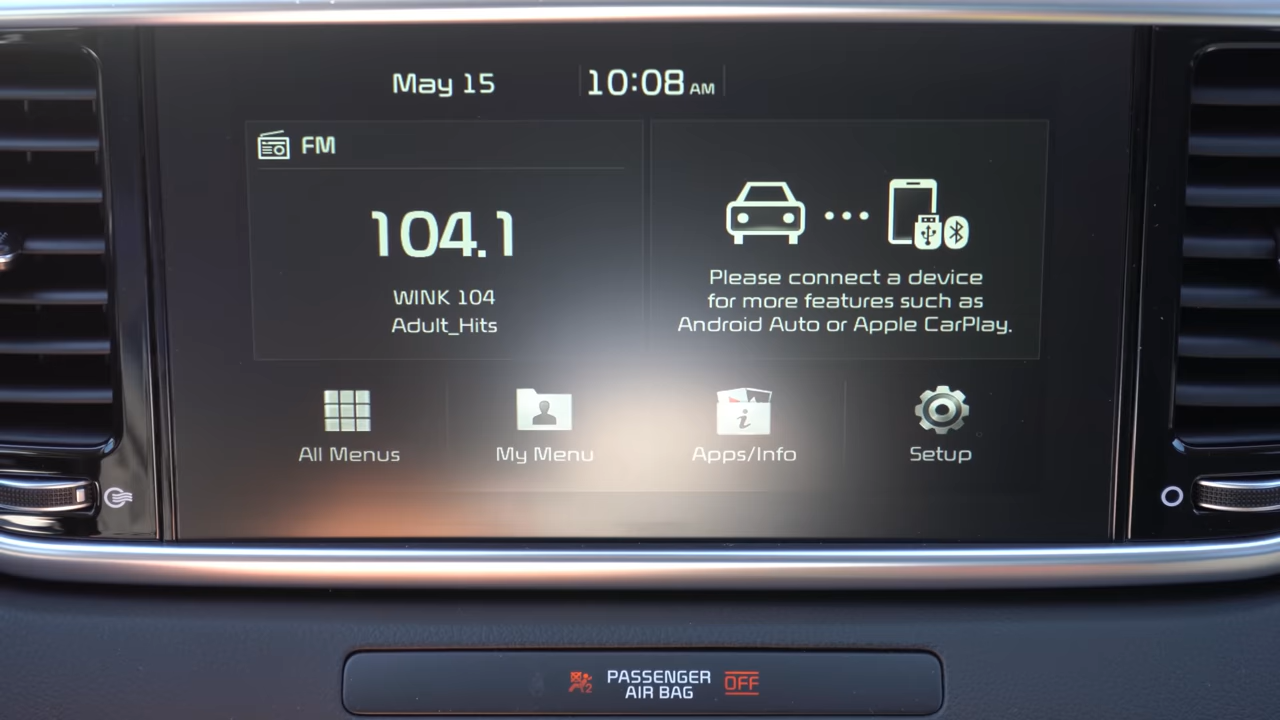 May 15
10:08 AM
FM
104.1
WINK 104
Adult_Hits
Please connect a device
for more features such as
Android Auto or Apple CarPlay.
All Menus
My Menu
Apps/Info
Setup
PASSENGER
AIR BAG
OFF